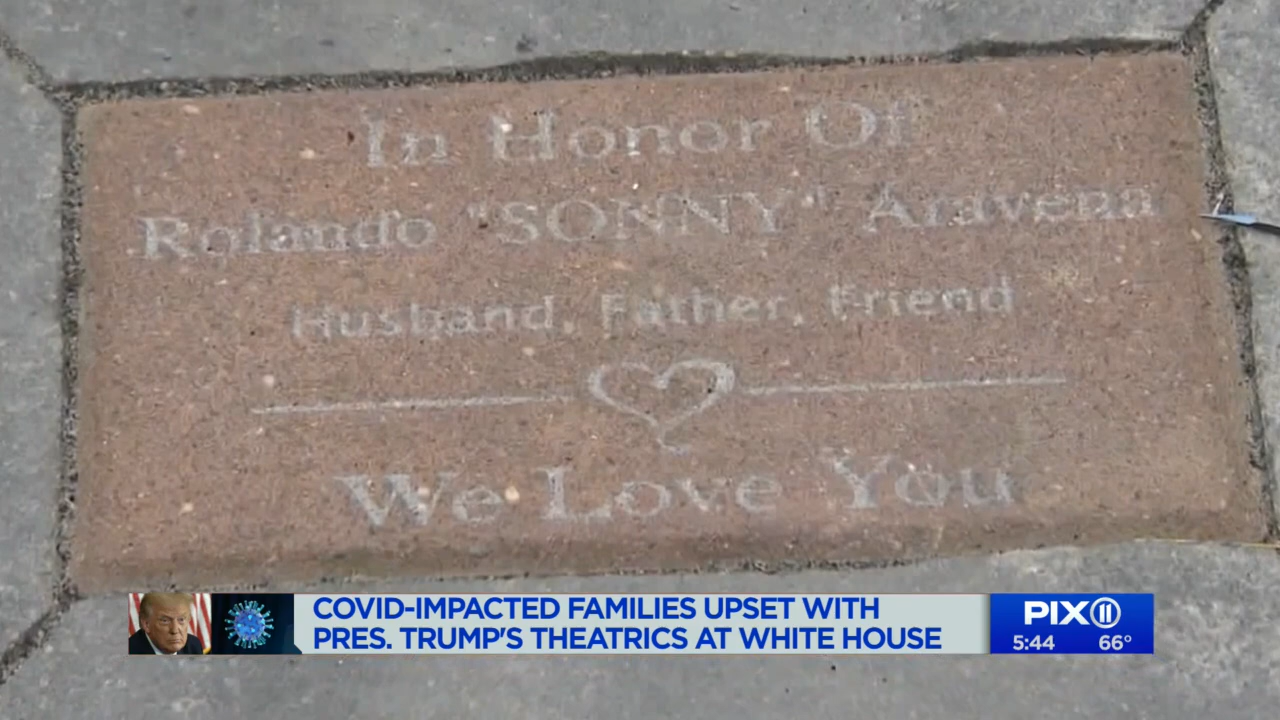 In Honor Of
Rolando "SONNY" Aravena
Husband, Father, Friend
We Love You
COVID-IMPACTED FAMILIES UPSET WITH
PRES. TRUMP'S THEATRICS AT WHITE HOUSE
PIX11
5:44 66°